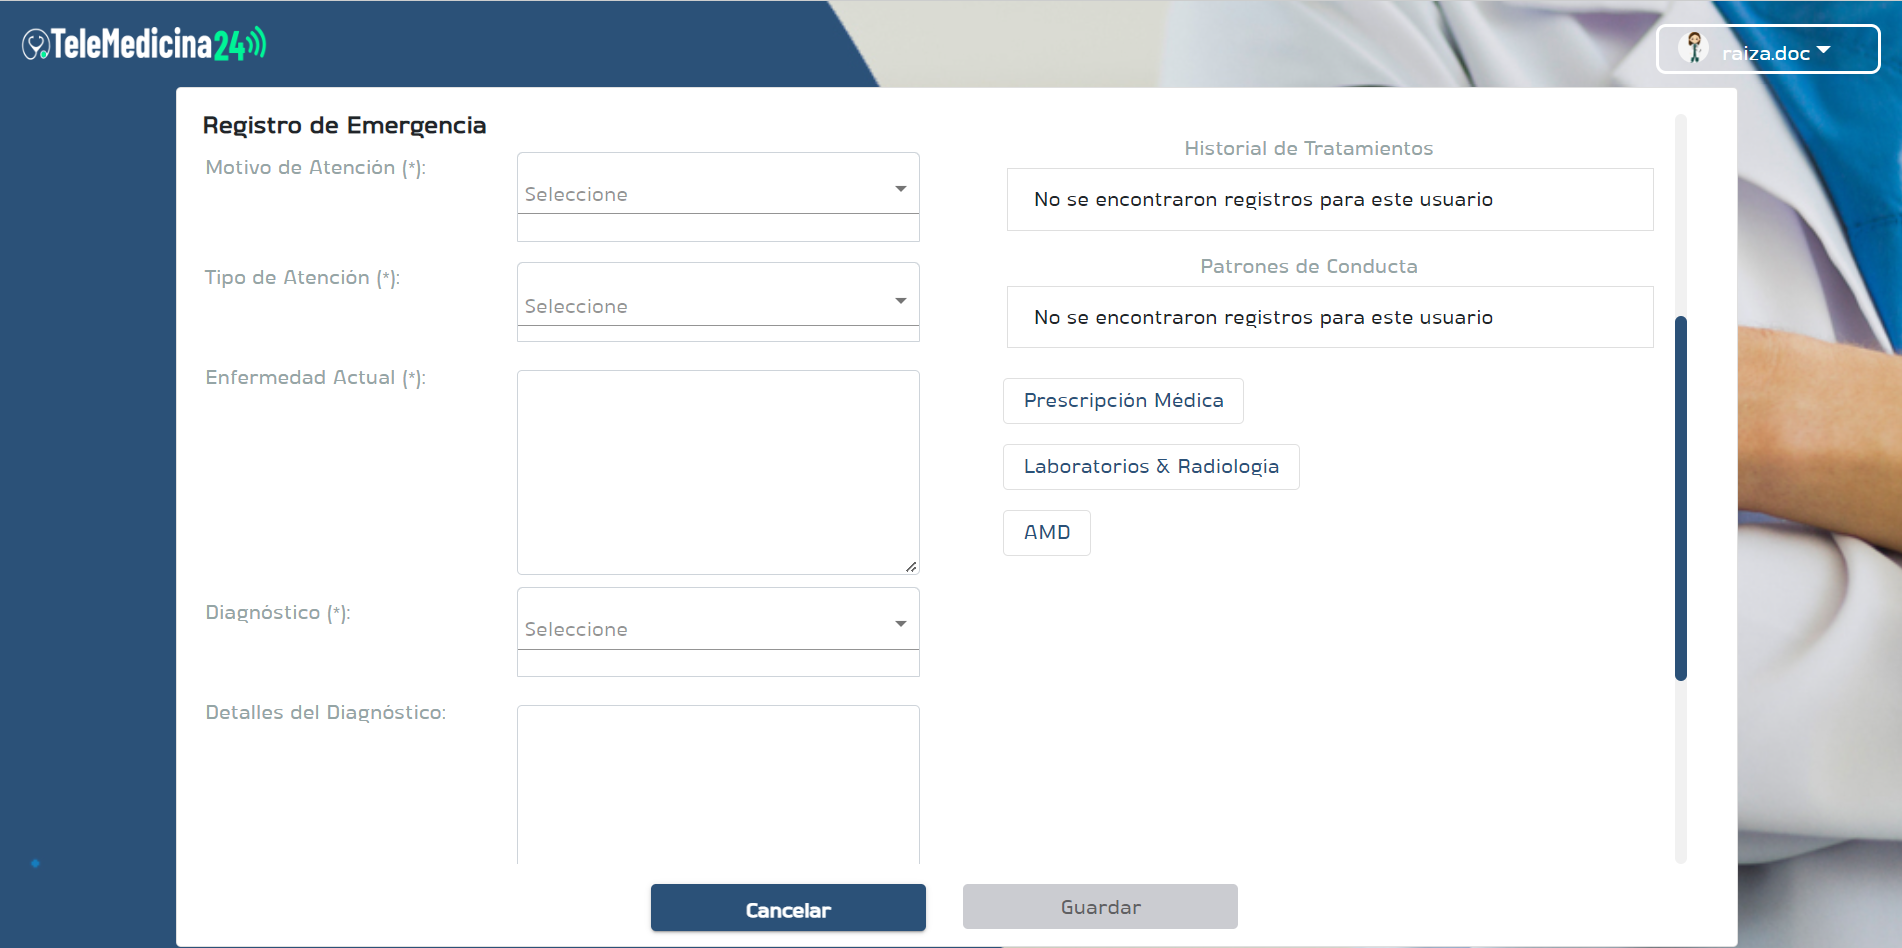 TeleMedicina24
raiza.doc
Registro de Emergencia
Motivo de Atención (*):
Seleccione
Tipo de Atención (*):
Seleccione
Enfermedad Actual (*):
Diagnóstico (*):
Seleccione
Detalles del Diagnóstico:
Historial de Tratamientos
No se encontraron registros para este usuario
Patrones de Conducta
No se encontraron registros para este usuario
Prescripción Médica
Laboratorios & Radiología
AMD
Cancelar
Guardar